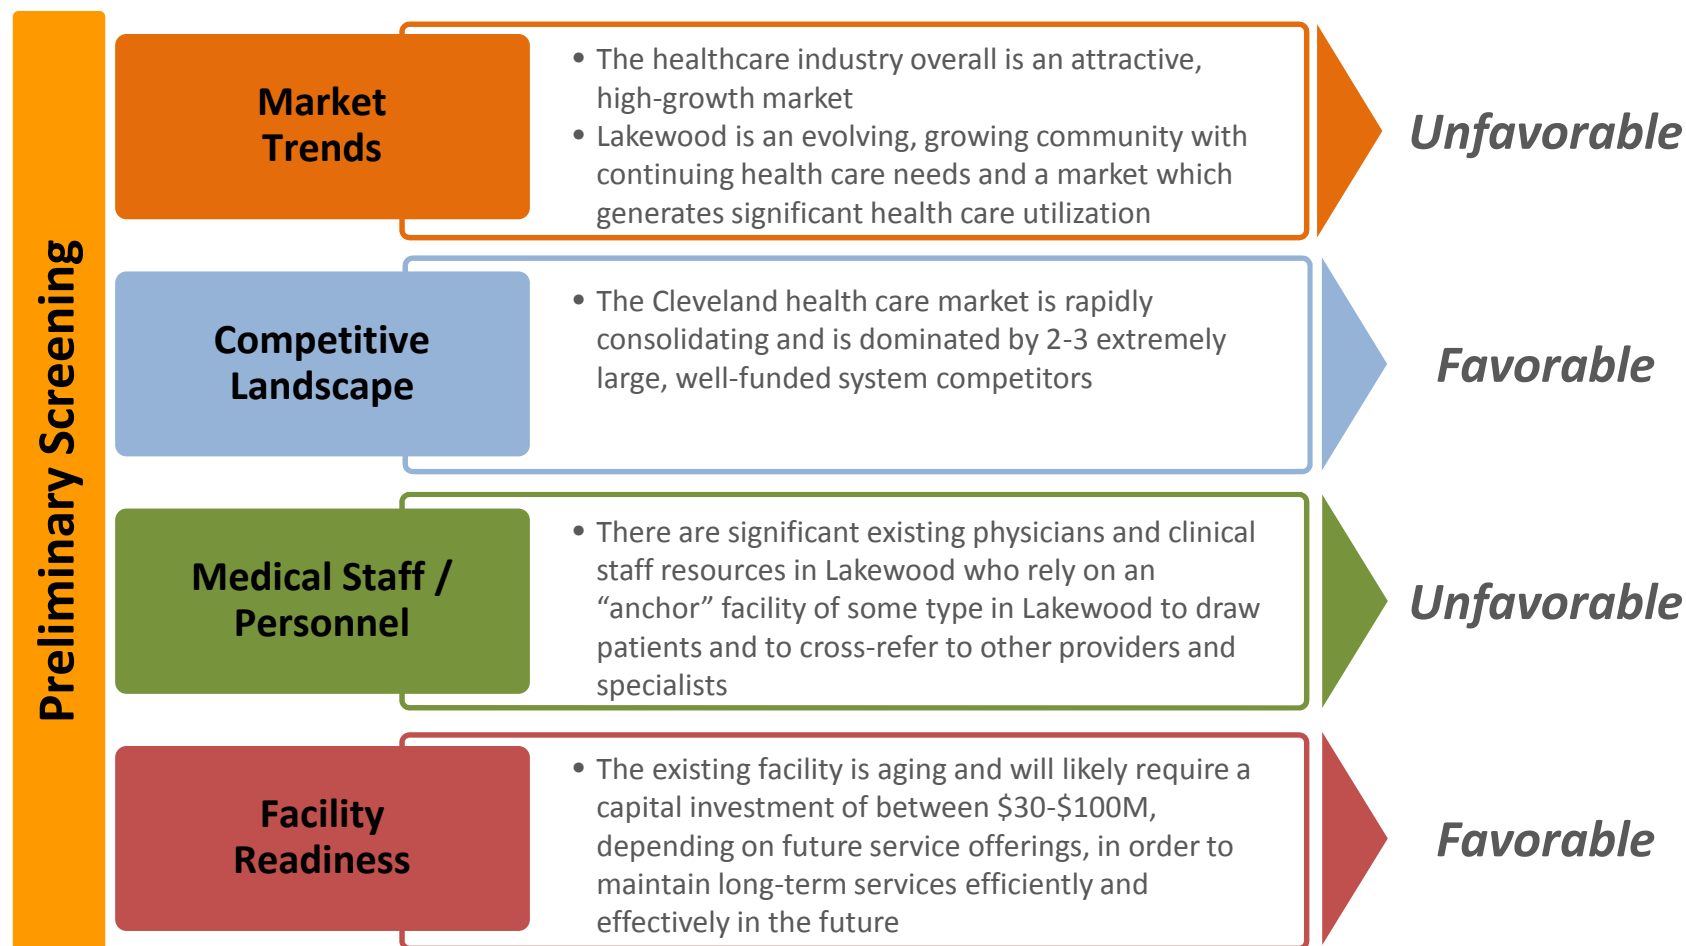 Preliminary Screening
Market
Trends
• The healthcare industry overall is an attractive,
high-growth market
• Lakewood is an evolving, growing community with
continuing health care needs and a market which
generates significant health care utilization
Unfavorable
Competitive
Landscape
• The Cleveland health care market is rapidly
consolidating and is dominated by 2-3 extremely
large, well-funded system competitors
Favorable
Medical Staff /
Personnel
• There are significant existing physicians and clinical
staff resources in Lakewood who rely on an
“anchor” facility of some type in Lakewood to draw
patients and to cross-refer to other providers and
specialists
Unfavorable
Facility
Readiness
• The existing facility is aging and will likely require a
capital investment of between $30-$100M,
depending on future service offerings, in order to
maintain long-term services efficiently and
effectively in the future
Favorable